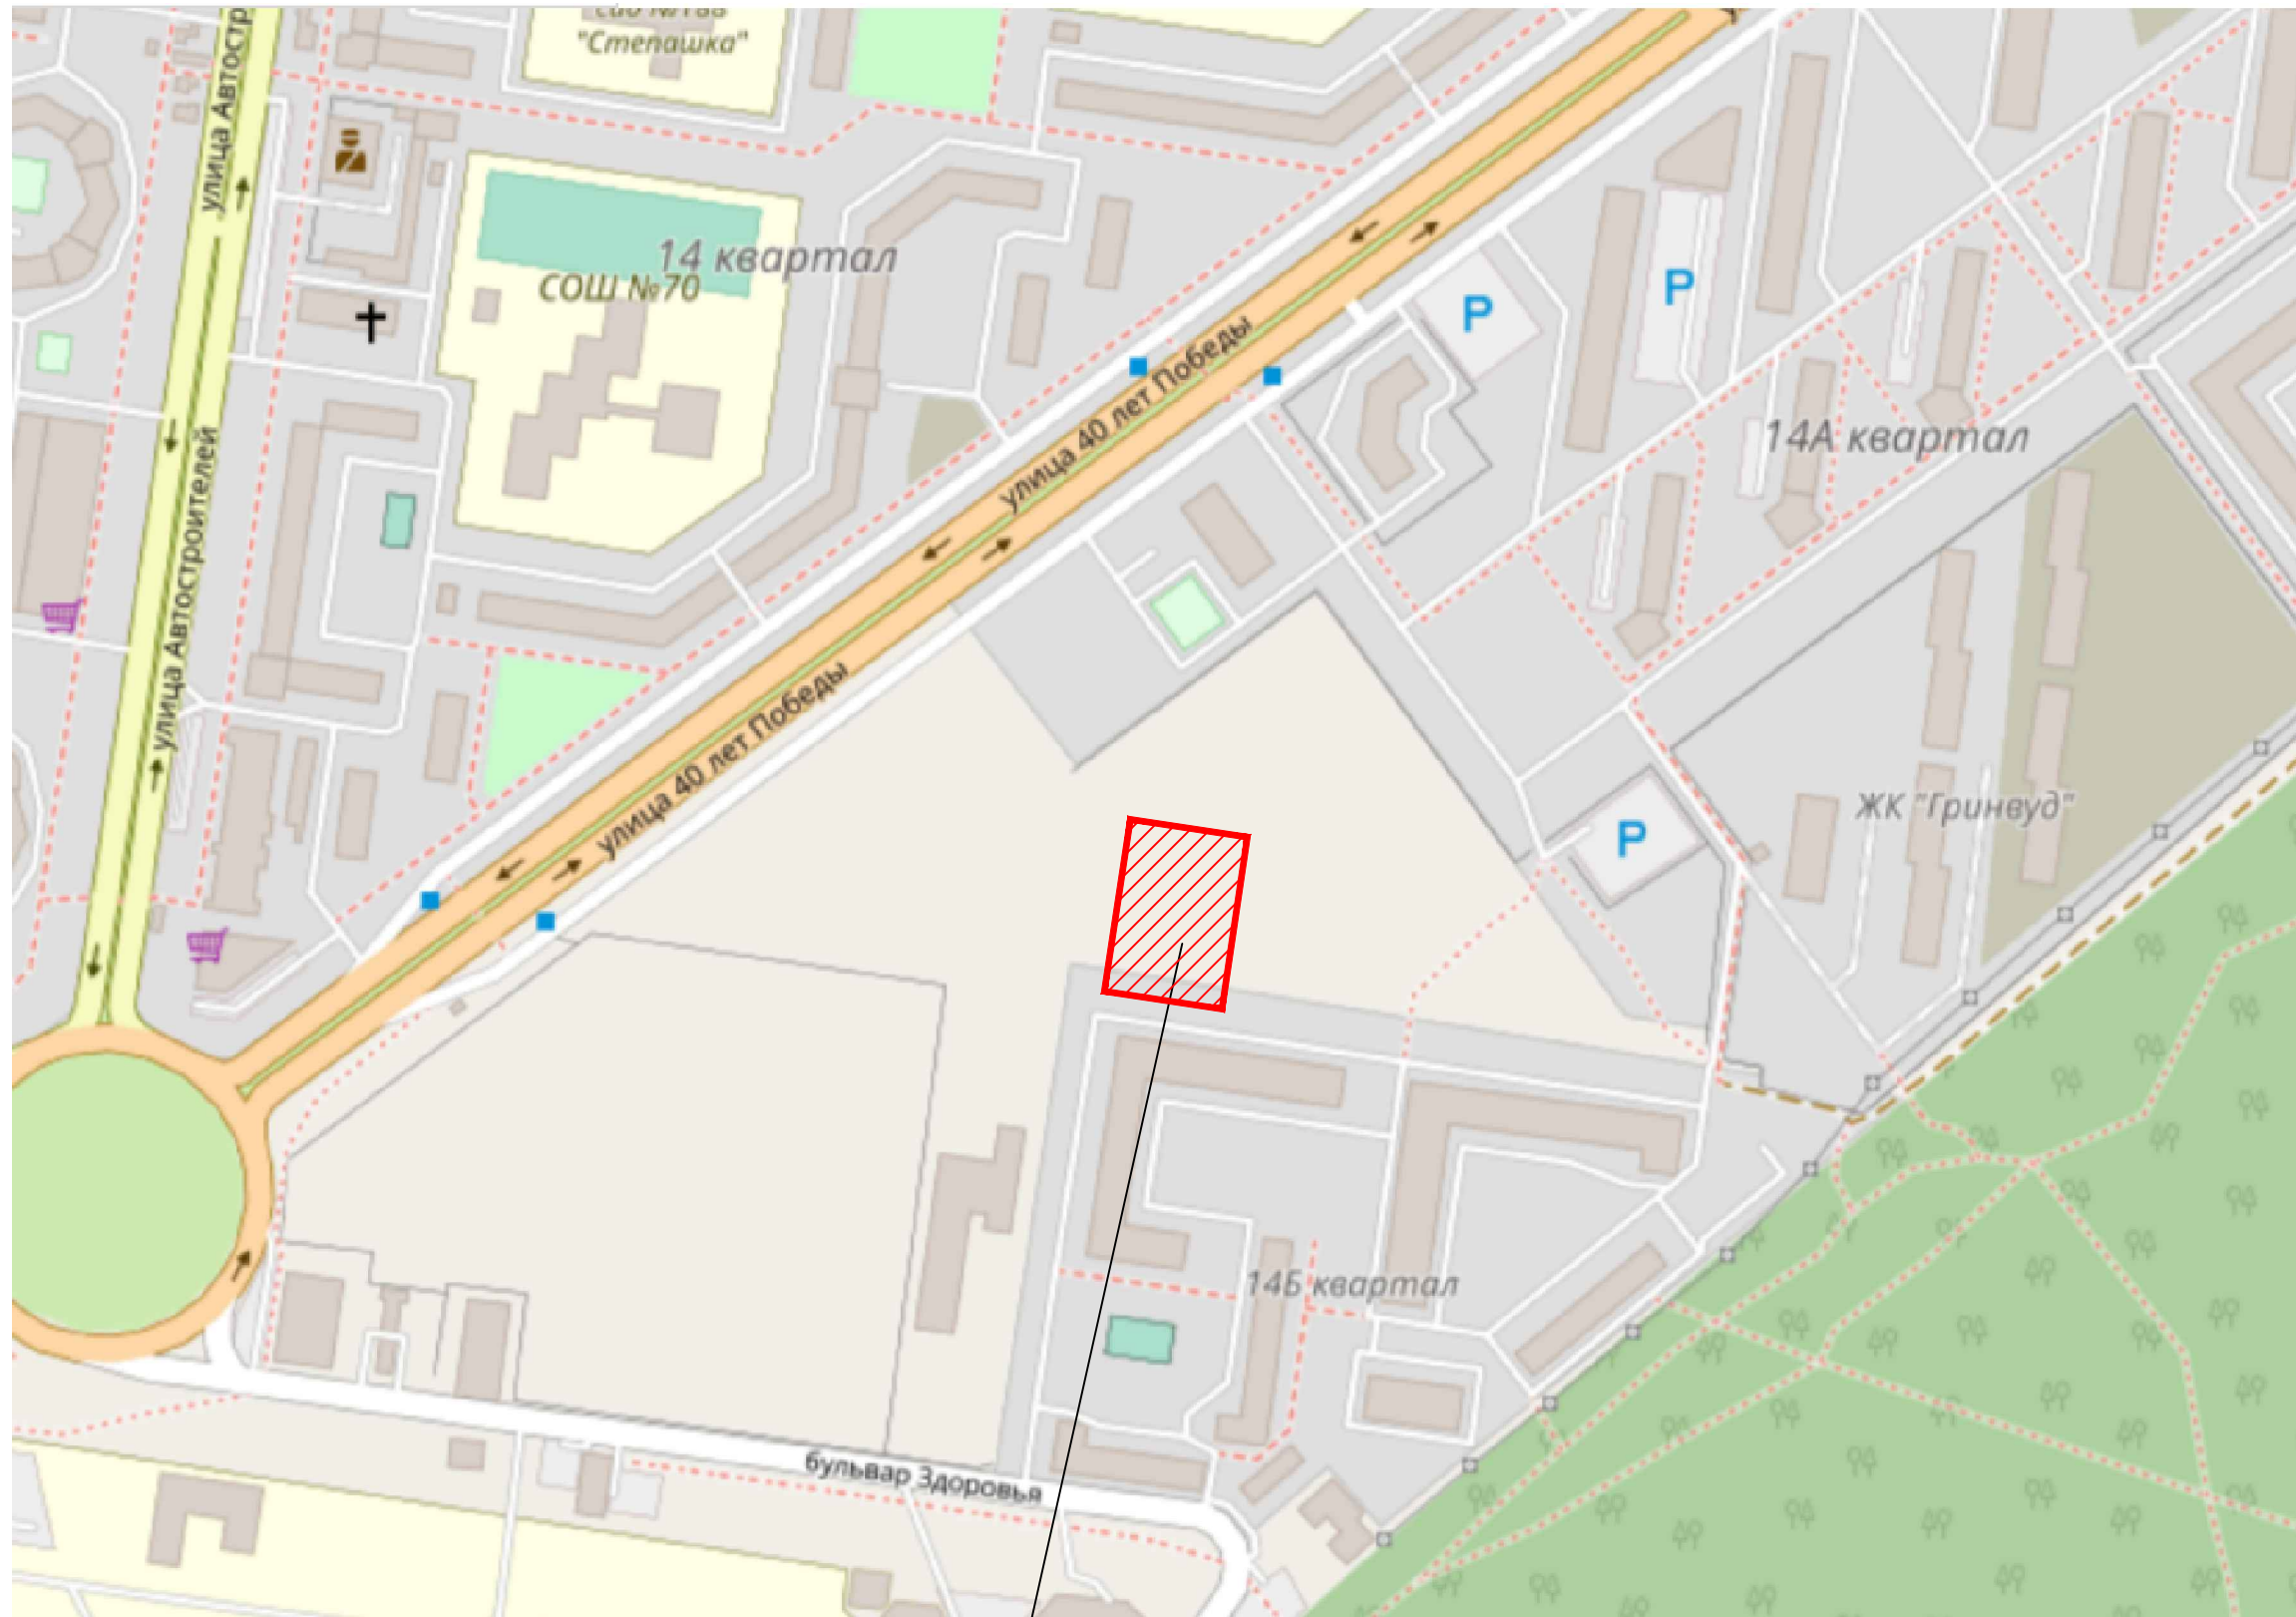 улица Автостр
"Степашка"
14 квартал
СОШ №70
P
P
улица 40 лет Победы
14А квартал
улица Автостроителей
улица 40 лет Победы
P
ЖК "Гринвуд"
14Б квартал
бульвар Здоровья